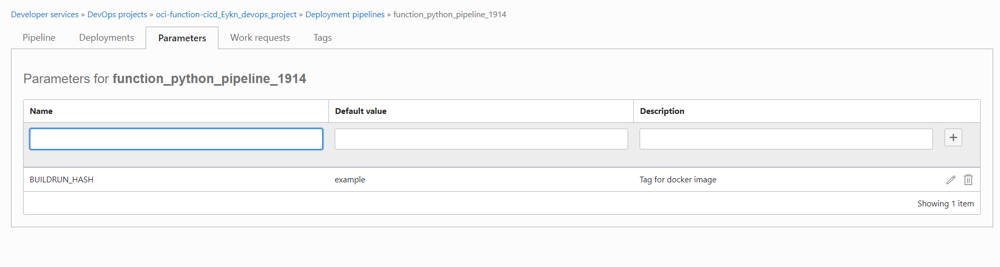 Developer services » DevOps projects » oci-function-cicd_Eykn_devops_project » Deployment pipelines » function_python_pipeline_1914
Pipeline Deployments Parameters Work requests Tags
Parameters for function_python_pipeline_1914
Name Default value Description
BUILDRUN_HASH example Tag for docker image
Showing 1 item